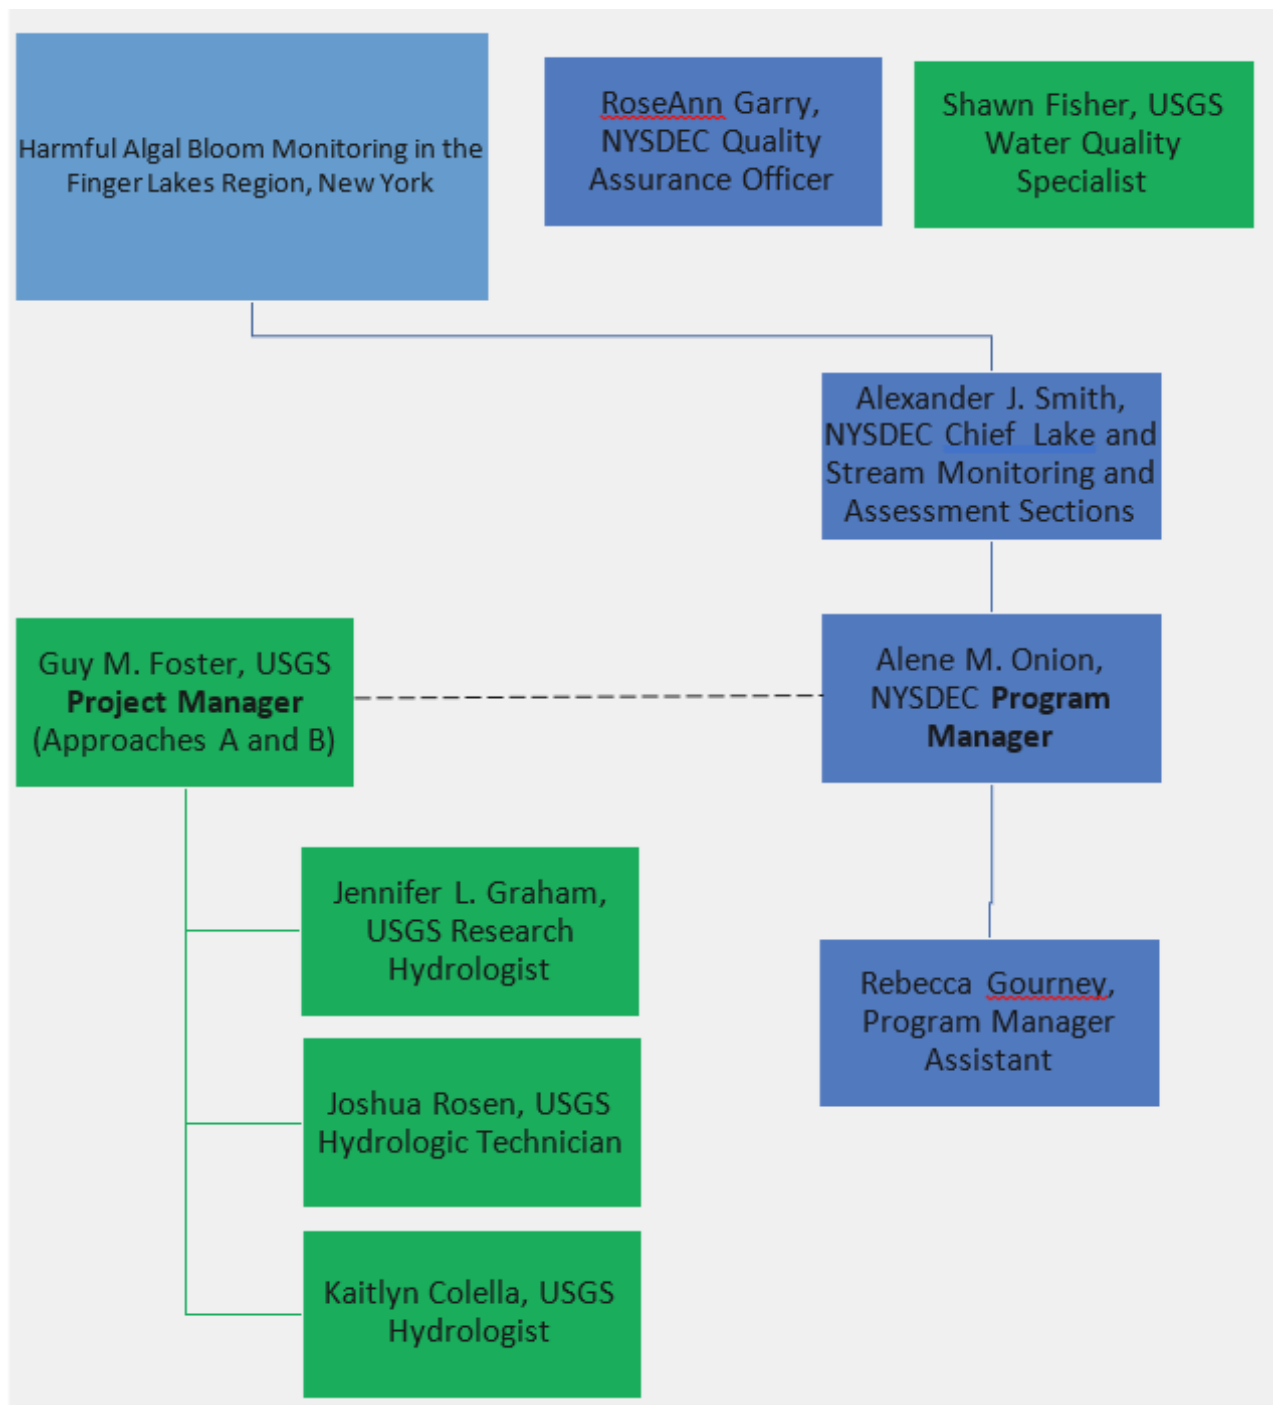 Harmful Algal Bloom Monitoring in the
Finger Lakes Region, New York
RoseAnn Garry,
NYSDEC Quality
Assurance Officer
Shawn Fisher, USGS
Water Quality
Specialist
Alexander J. Smith,
NYSDEC Chief Lake and
Stream Monitoring and
Assessment Sections
Guy M. Foster, USGS
Project Manager
(Approaches A and B)
Alene M. Onion,
NYSDEC Program
Manager
Jennifer L. Graham,
USGS Research
Hydrologist
Rebecca Gourney,
Program Manager
Assistant
Joshua Rosen, USGS
Hydrologic Technician
Kaitlyn Colella, USGS
Hydrologist